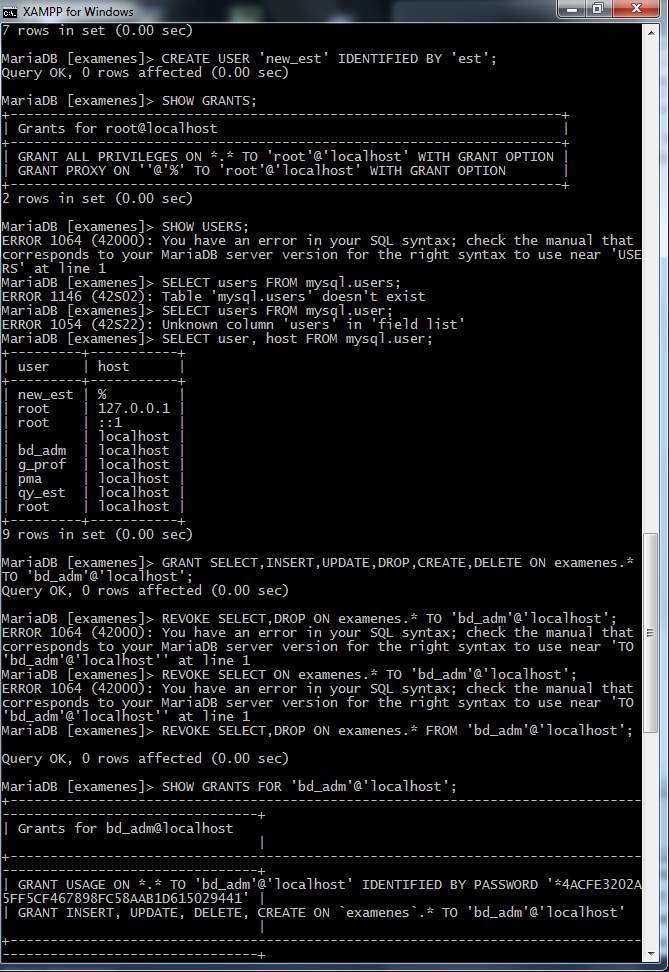 XAMPP for Windows
7 rows in set (0.00 sec)
MariaDB [examenes]> CREATE USER 'new_est' IDENTIFIED BY 'est';
Query OK, 0 rows affected (0.00 sec)
MariaDB [examenes]> SHOW GRANTS;
+-------------------------------------------------------------------+
| Grants for root@localhost                                         |
+-------------------------------------------------------------------+
| GRANT ALL PRIVILEGES ON *.* TO 'root'@'localhost' WITH GRANT OPTION |
| GRANT PROXY ON ''@'%' TO 'root'@'localhost' WITH GRANT OPTION       |
+-------------------------------------------------------------------+
2 rows in set (0.00 sec)
MariaDB [examenes]> SHOW USERS;
ERROR 1064 (42000): You have an error in your SQL syntax; check the manual that
corresponds to your MariaDB server version for the right syntax to use near 'USE
RS' at line 1
MariaDB [examenes]> SELECT users FROM mysql.users;
ERROR 1146 (42S02): Table 'mysql.users' doesn't exist
MariaDB [examenes]> SELECT users FROM mysql.user;
ERROR 1054 (42S22): Unknown column 'users' in 'field list'
MariaDB [examenes]> SELECT user, host FROM mysql.user;
+---------+-----------+
| user    | host      |
+---------+-----------+
| new_est | %         |
| root    | 127.0.0.1 |
| root    | ::1       |
|         | localhost |
| bd_adm  | localhost |
| g_prof  | localhost |
| pma     | localhost |
| qy_est  | localhost |
| root    | localhost |
+---------+-----------+
9 rows in set (0.00 sec)
MariaDB [examenes]> GRANT SELECT,INSERT,UPDATE,DROP,CREATE,DELETE ON examenes.*
TO 'bd_adm'@'localhost';
Query OK, 0 rows affected (0.00 sec)
MariaDB [examenes]> REVOKE SELECT,DROP ON examenes.* TO 'bd_adm'@'localhost';
ERROR 1064 (42000): You have an error in your SQL syntax; check the manual that
corresponds to your MariaDB server version for the right syntax to use near 'TO
'bd_adm'@'localhost'' at line 1
MariaDB [examenes]> REVOKE SELECT ON examenes.* TO 'bd_adm'@'localhost';
ERROR 1064 (42000): You have an error in your SQL syntax; check the manual that
corresponds to your MariaDB server version for the right syntax to use near 'TO
'bd_adm'@'localhost'' at line 1
MariaDB [examenes]> REVOKE SELECT,DROP ON examenes.* FROM 'bd_adm'@'localhost';
Query OK, 0 rows affected (0.00 sec)
MariaDB [examenes]> SHOW GRANTS FOR 'bd_adm'@'localhost';
+-------------------------------------------------------------------------------
-------------------------------+
| Grants for bd_adm@localhost
                               |
+-------------------------------------------------------------------------------
-------------------------------+
| GRANT USAGE ON *.* TO 'bd_adm'@'localhost' IDENTIFIED BY PASSWORD '*4ACFE3202A
5FF5CF467898FC58AAB1D615029441' |
| GRANT INSERT, UPDATE, DELETE, CREATE ON `examenes`.* TO 'bd_adm'@'localhost'
                               |
+-------------------------------------------------------------------------------
-------------------------------+